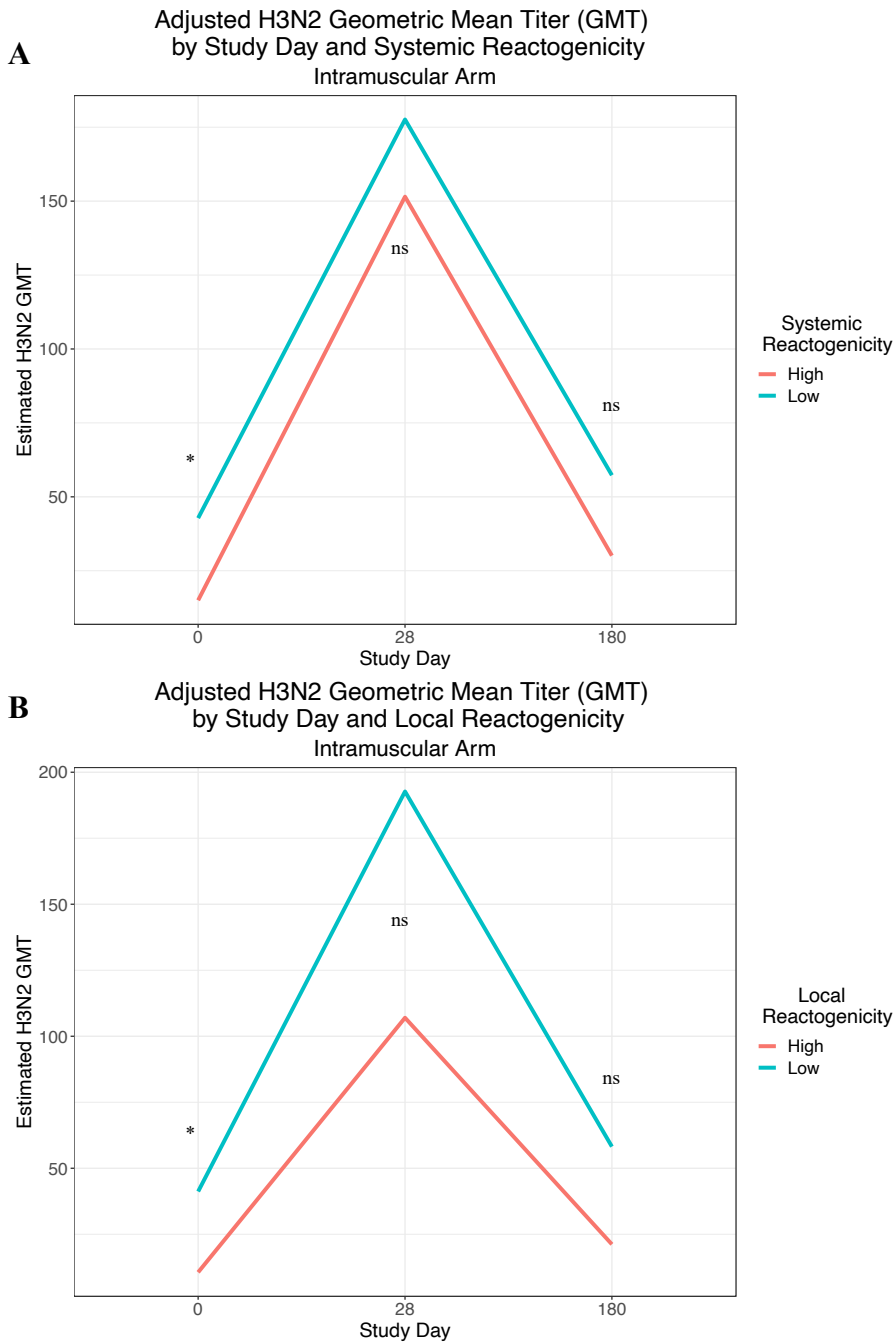 A
Adjusted H3N2 Geometric Mean Titer (GMT)
by Study Day and Systemic Reactogenicity
Intramuscular Arm
Estimated H3N2 GMT
150
100
50
*
ns
ns
0
28
180
Study Day
Systemic
Reactogenicity
High
Low
B
Adjusted H3N2 Geometric Mean Titer (GMT)
by Study Day and Local Reactogenicity
Intramuscular Arm
Estimated H3N2 GMT
200
150
100
50
*
ns
ns
0
28
180
Study Day
Local
Reactogenicity
High
Low